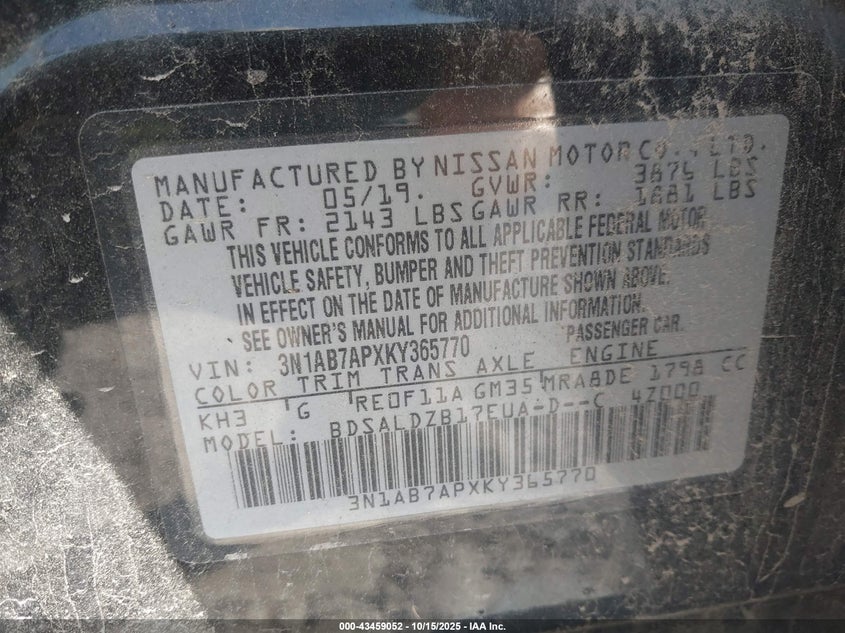 MANUFACTURED BY NISSAN MOTOR CO., LTD.
DATE: 05/19. GVWR: 3876 LBS
GAWR FR: 2143 LBS GAWR RR: 1881 LBS
THIS VEHICLE CONFORMS TO ALL APPLICABLE FEDERAL MOTOR
VEHICLE SAFETY, BUMPER AND THEFT PREVENTION STANDARDS
IN EFFECT ON THE DATE OF MANUFACTURE SHOWN ABOVE.
SEE OWNER'S MANUAL FOR ADDITIONAL INFORMATION.
VIN: 3N1AB7APXKY365770 PASSENGER CAR
COLOR TRIM TRANS AXLE ENGINE
KH3 G RE0F11A GM35 MRA8DE 1798 CC
MODEL: BDSALDZB17EUA-D--C 4Z000
3N1AB7APXKY365770
000-43459052 - 10/15/2025 - IAA Inc.